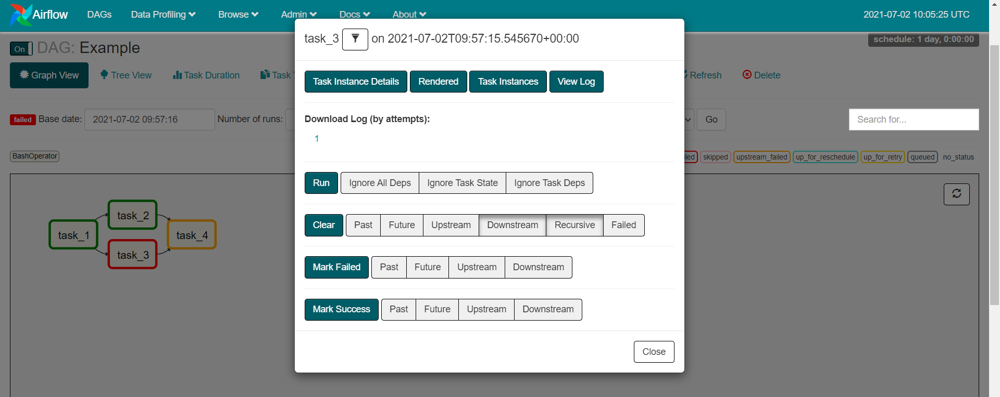 Airflow DAGs Data Profiling Browse Admin Docs About 2021-07-02 10:05:25 UTC
task_3 on 2021-07-02T09:57:15.545670+00:00
schedule: 1 day, 0:00:00
On DAG: Example
Graph View Tree View Task Duration Task Refresh Delete
Task Instance Details Rendered Task Instances View Log
failed Base date: 2021-07-02 09:57:16 Number of runs: Go Search for...
Download Log (by attempts):
1
BashOperator skipped upstream_failed up_for_reschedule up_for_retry queued no_status
Run Ignore All Deps Ignore Task State Ignore Task Deps
task_1 task_2 task_3 task_4
Clear Past Future Upstream Downstream Recursive Failed
Mark Failed Past Future Upstream Downstream
Mark Success Past Future Upstream Downstream
Close